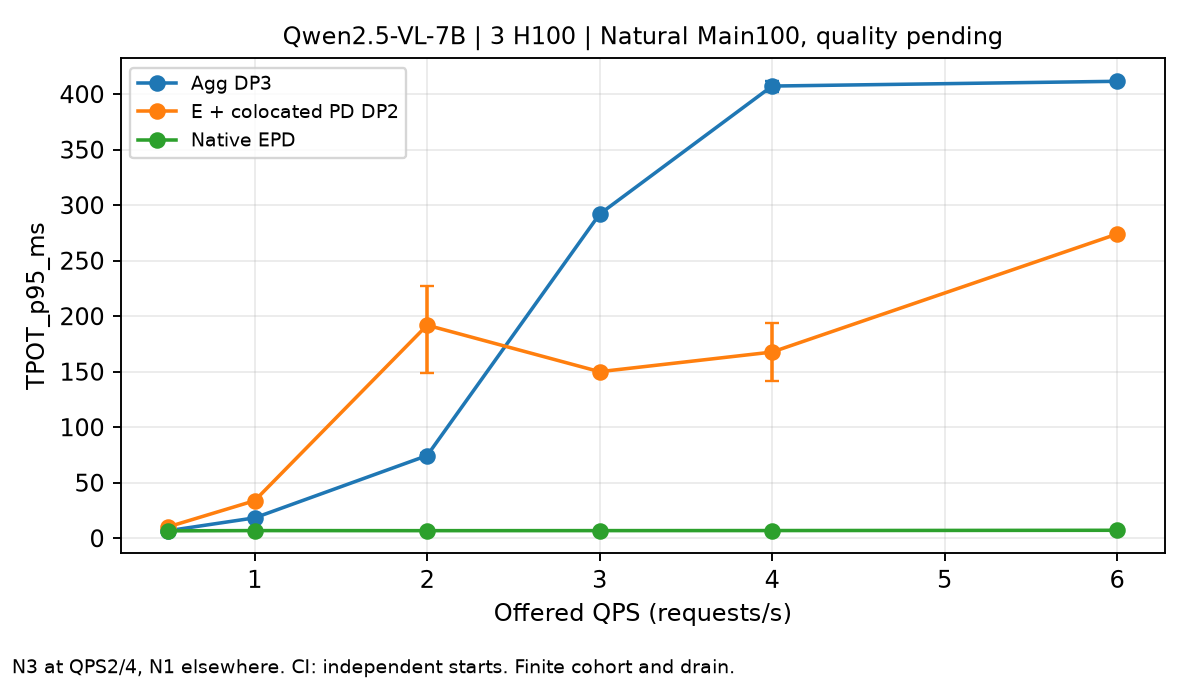 Qwen2.5-VL-7B | 3 H100 | Natural Main100, quality pending
Agg DP3
E + colocated PD DP2
Native EPD
TPOT_p95_ms
400
350
300
250
200
150
100
50
0
1 2 3 4 5 6
Offered QPS (requests/s)
N3 at QPS2/4, N1 elsewhere. CI: independent starts. Finite cohort and drain.